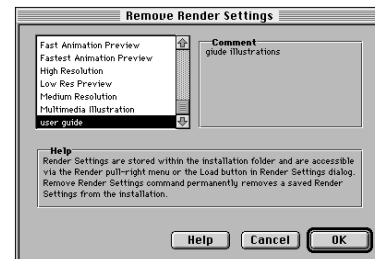 Remove Render Settings
Fast Animation Preview
Fastest Animation Preview
High Resolution
Low Res Preview
Medium Resolution
Multimedia Illustration
user guide
Comment
giude illustrations
Help
Render Settings are stored within the installation folder and are accessible
via the Render pull-right menu or the Load button in Render Settings dialog.
Remove Render Settings command permanently removes a saved Render
Settings from the installation.
Help
Cancel
OK